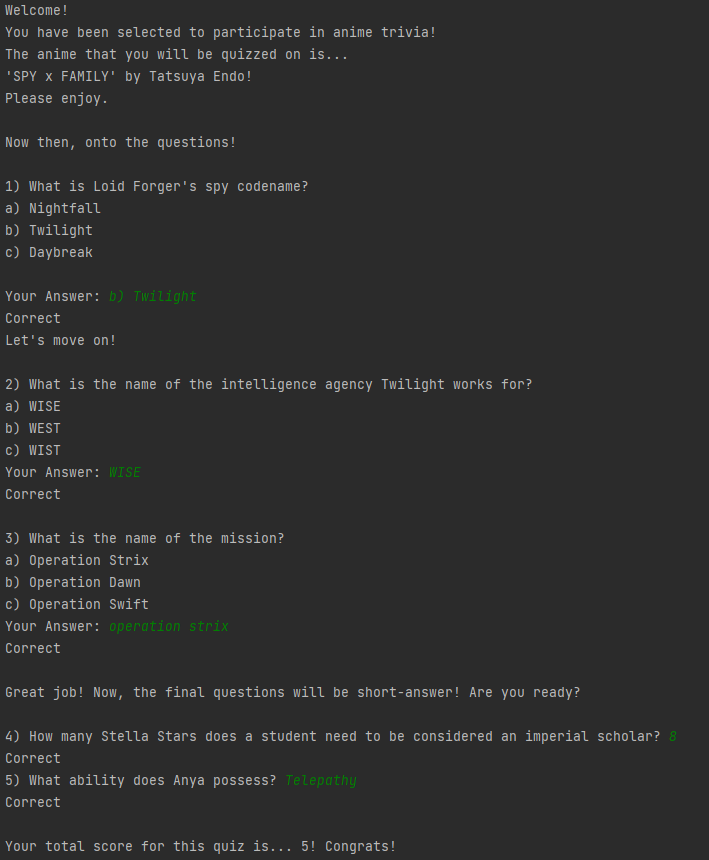 Welcome!
You have been selected to participate in anime trivia!
The anime that you will be quizzed on is...
'SPY x FAMILY' by Tatsuya Endo!
Please enjoy.
Now then, onto the questions!
1) What is Loid Forger's spy codename?
a) Nightfall
b) Twilight
c) Daybreak
Your Answer: b) Twilight
Correct
Let's move on!
2) What is the name of the intelligence agency Twilight works for?
a) WISE
b) WEST
c) WIST
Your Answer: WISE
Correct
3) What is the name of the mission?
a) Operation Strix
b) Operation Dawn
c) Operation Swift
Your Answer: operation strix
Correct
Great job! Now, the final questions will be short-answer! Are you ready?
4) How many Stella Stars does a student need to be considered an imperial scholar? 8
Correct
5) What ability does Anya possess? Telepathy
Correct
Your total score for this quiz is... 5! Congrats!